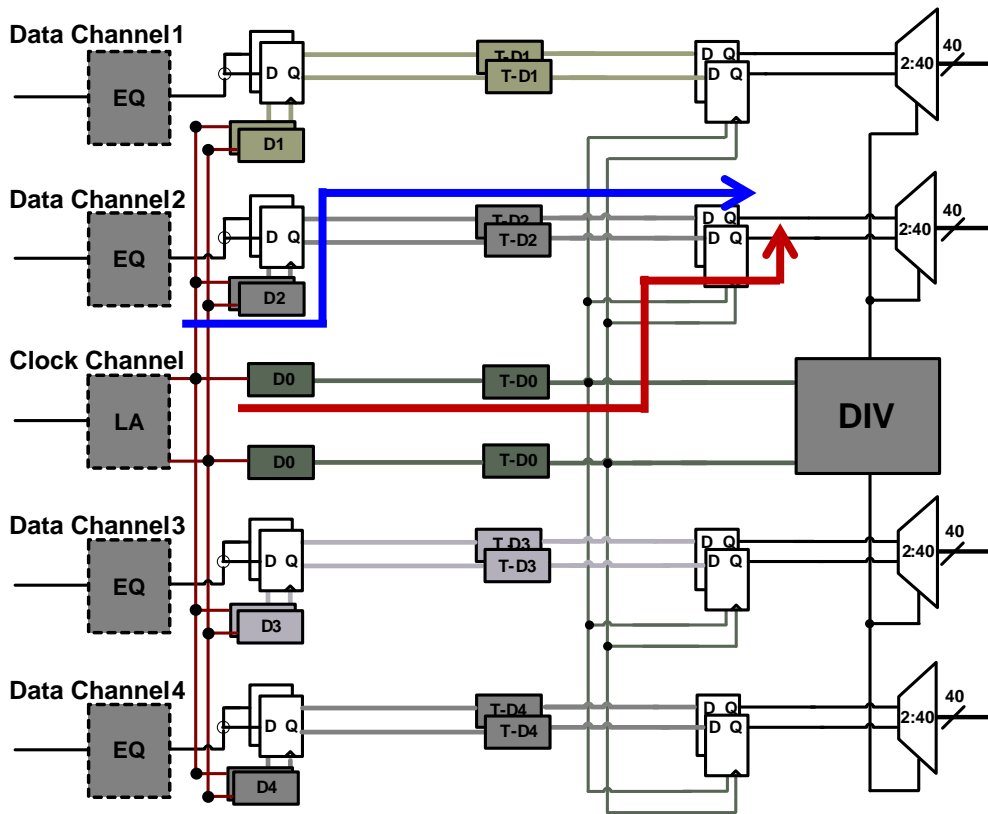 Data Channel1
EQ
D Q
D1
T-D1
T-D1
D Q
D Q
2:40
40
Data Channel2
EQ
D Q
D2
T-D2
T-D2
D Q
D Q
2:40
40
Clock Channel
LA
D0
T-D0
D0
T-D0
DIV
Data Channel3
EQ
D Q
D3
T-D3
T-D3
D Q
D Q
2:40
40
Data Channel4
EQ
D Q
D4
T-D4
T-D4
D Q
D Q
2:40
40